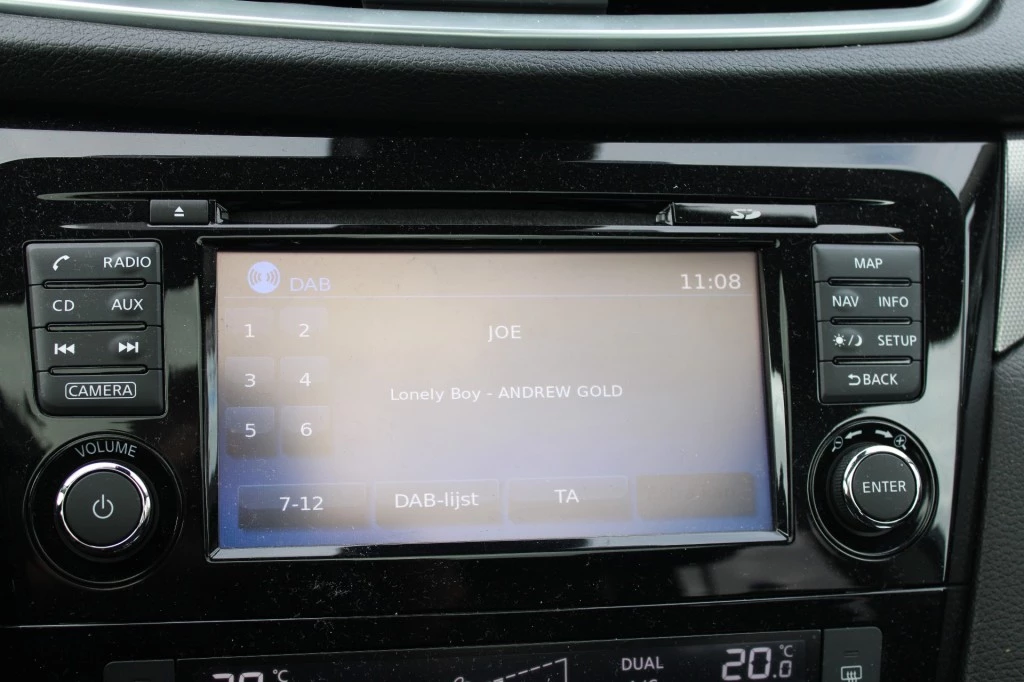 SD
RADIO
CD AUX
CAMERA
VOLUME
DAB 11:08
1 2
3 4
5 6
JOE
Lonely Boy - ANDREW GOLD
7-12 DAB-lijst TA
MAP
NAV INFO
SETUP
BACK
ENTER
°C DUAL 20.0 °C